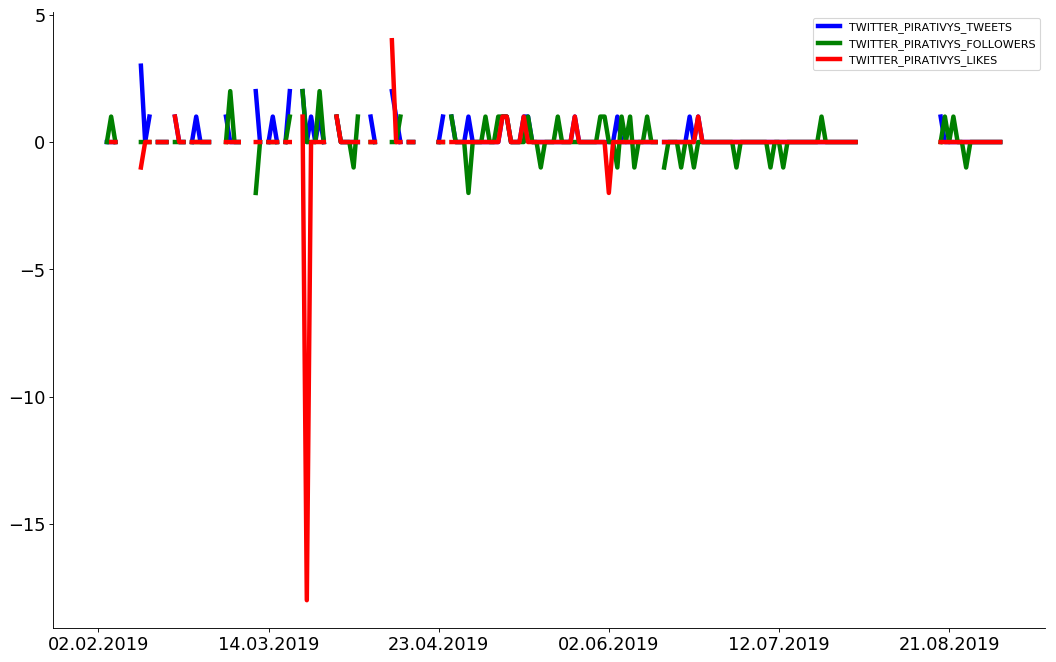 5
0
−5
−10
−15
02.02.2019 14.03.2019 23.04.2019 02.06.2019 12.07.2019 21.08.2019
TWITTER_PIRATIVYS_TWEETS
TWITTER_PIRATIVYS_FOLLOWERS
TWITTER_PIRATIVYS_LIKES